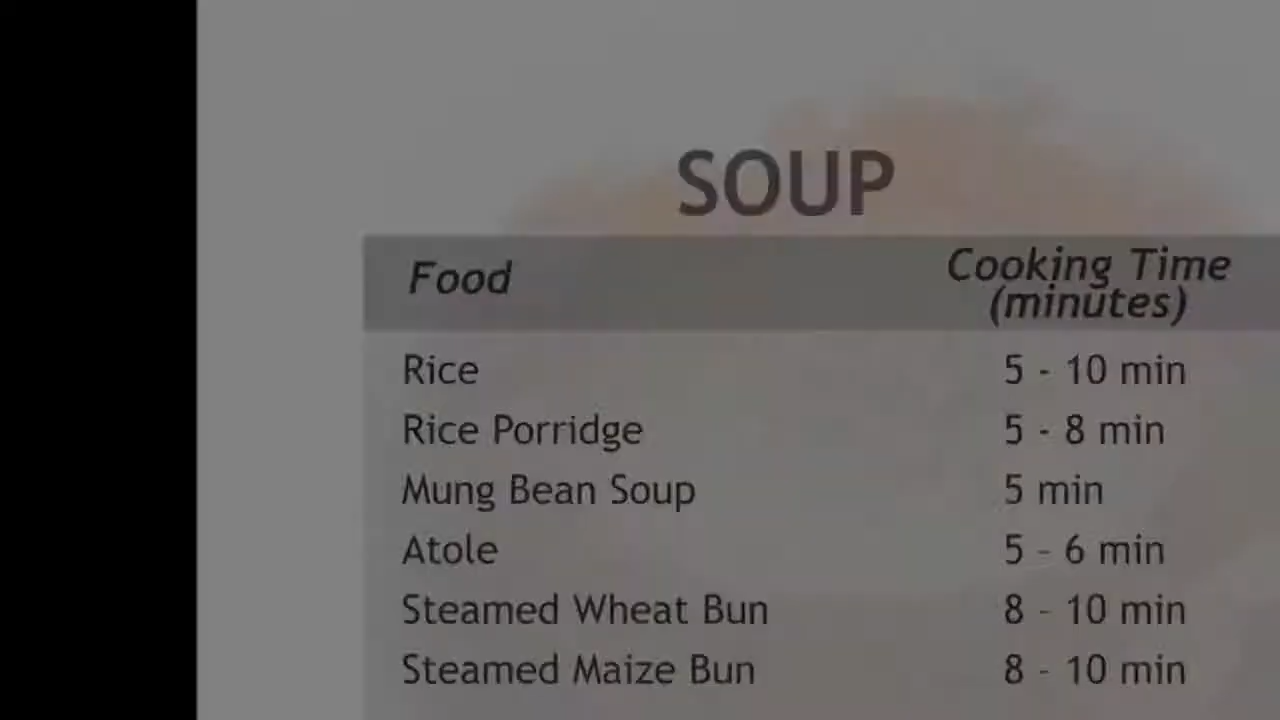 SOUP
Food Cooking Time
(minutes)
Rice 5 - 10 min
Rice Porridge 5 - 8 min
Mung Bean Soup 5 min
Atole 5 - 6 min
Steamed Wheat Bun 8 - 10 min
Steamed Maize Bun 8 - 10 min